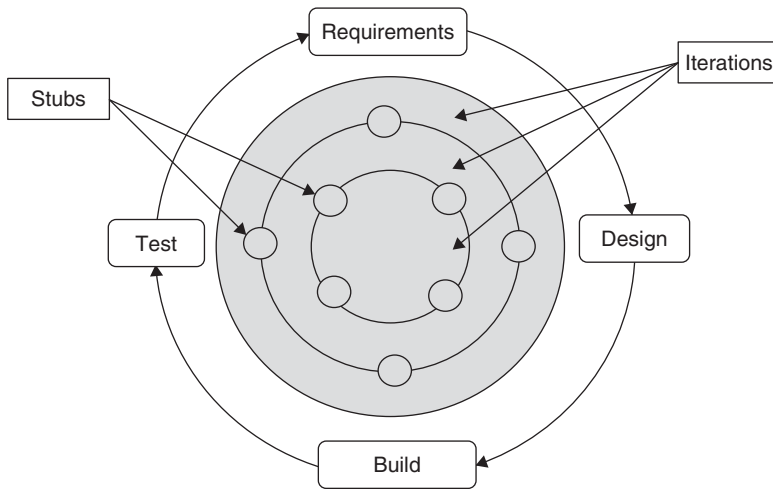 Requirements
Iterations
Stubs
Test
Design
Build